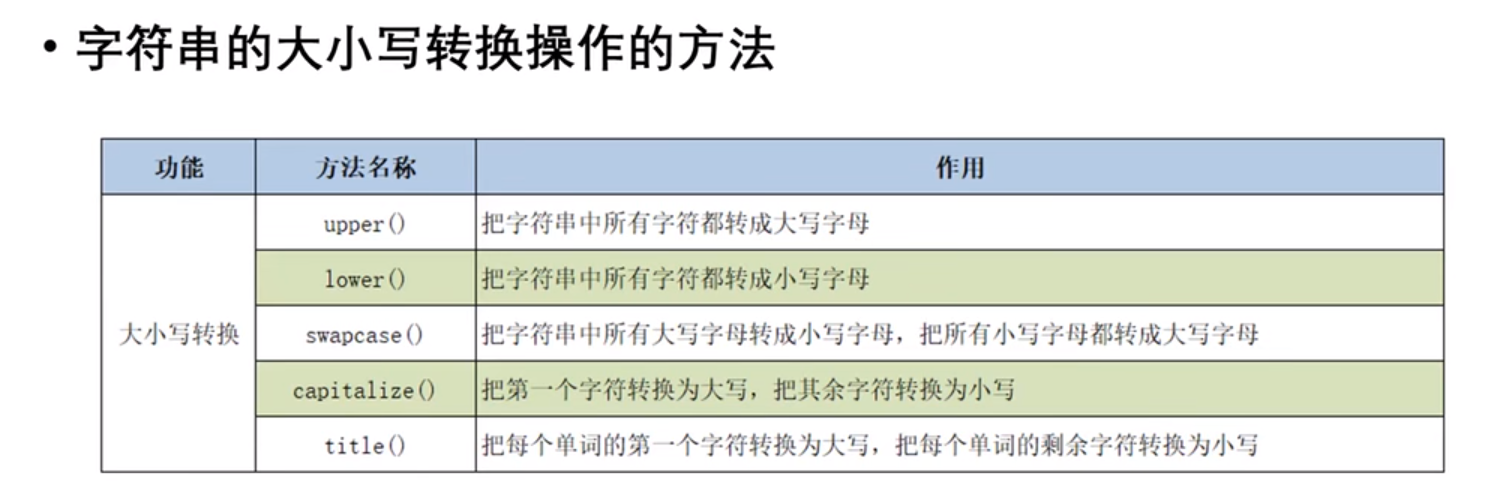 • 字符串的大小写转换操作的方法
功能 方法名称 作用
upper() 把字符串中所有字符都转成大写字母
lower() 把字符串中所有字符都转成小写字母
大小写转换 swapcase() 把字符串中所有大写字母转成小写字母，把所有小写字母都转成大写字母
capitalize() 把第一个字符转换为大写，把其余字符转换为小写
title() 把每个单词的第一个字符转换为大写，把每个单词的剩余字符转换为小写